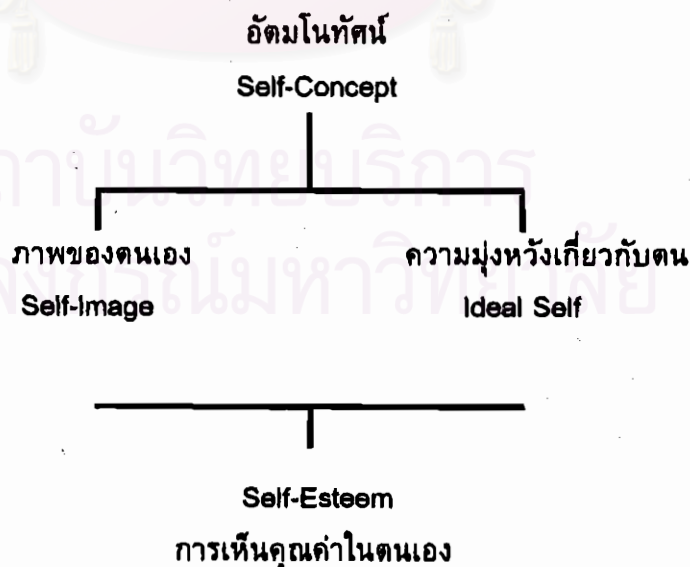 อัตมโนทัศน์
Self-Concept
ภาพของตนเอง ความมุ่งหวังเกี่ยวกับตน
Self-Image Ideal Self
Self-Esteem
การเห็นคุณค่าในตนเอง